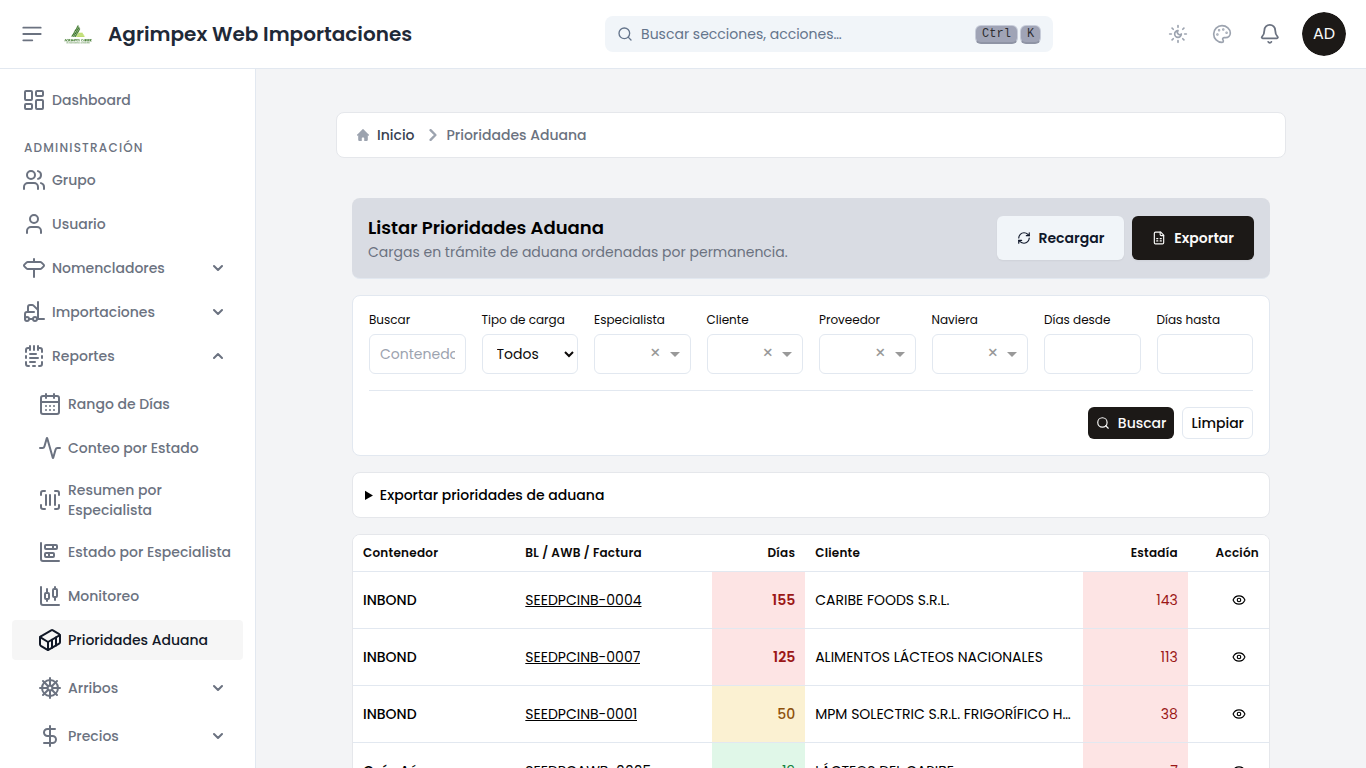 Agrimpex Web Importaciones
Buscar secciones, acciones…
Ctrl K
AD
Dashboard
ADMINISTRACIÓN
Grupo
Usuario
Nomencladores
Importaciones
Reportes
Rango de Días
Conteo por Estado
Resumen por
Especialista
Estado por Especialista
Monitoreo
Prioridades Aduana
Arribos
Precios
Inicio
Prioridades Aduana
Listar Prioridades Aduana
Cargas en trámite de aduana ordenadas por permanencia.
Recargar
Exportar
Buscar Tipo de carga Especialista Cliente Proveedor Naviera Días desde Días hasta
Todos × × × ×
Buscar Limpiar
Exportar prioridades de aduana
Contenedor BL / AWB / Factura Días Cliente Estadía Acción
INBOND SEEDPCINB-0004 155 CARIBE FOODS S.R.L. 143
INBOND SEEDPCINB-0007 125 ALIMENTOS LÁCTEOS NACIONALES 113
INBOND SEEDPCINB-0001 50 MPM SOLECTRIC S.R.L. FRIGORÍFICO H… 38